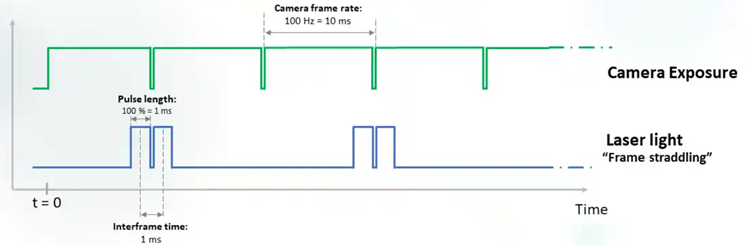 Camera frame rate:
100 Hz = 10 ms
Camera Exposure
Pulse length:
100 % = 1 ms
Laser light
"Frame straddling"
t = 0
Time
Interframe time:
1 ms